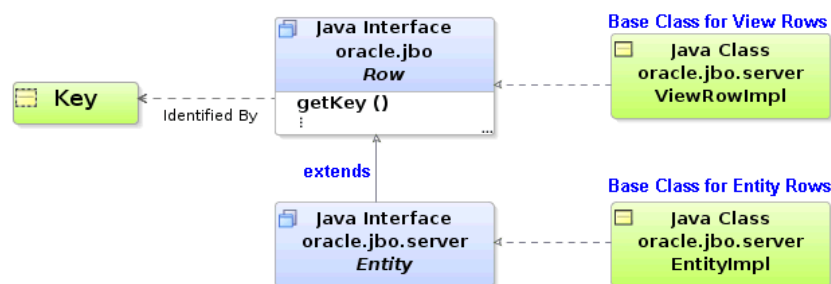 Base Class for View Rows
Java Interface
oracle.jbo
Row
getKey ()
⋮
...
Java Class
oracle.jbo.server
ViewRowImpl
Key
Identified By
extends
Base Class for Entity Rows
Java Interface
oracle.jbo.server
Entity
Java Class
oracle.jbo.server
EntityImpl